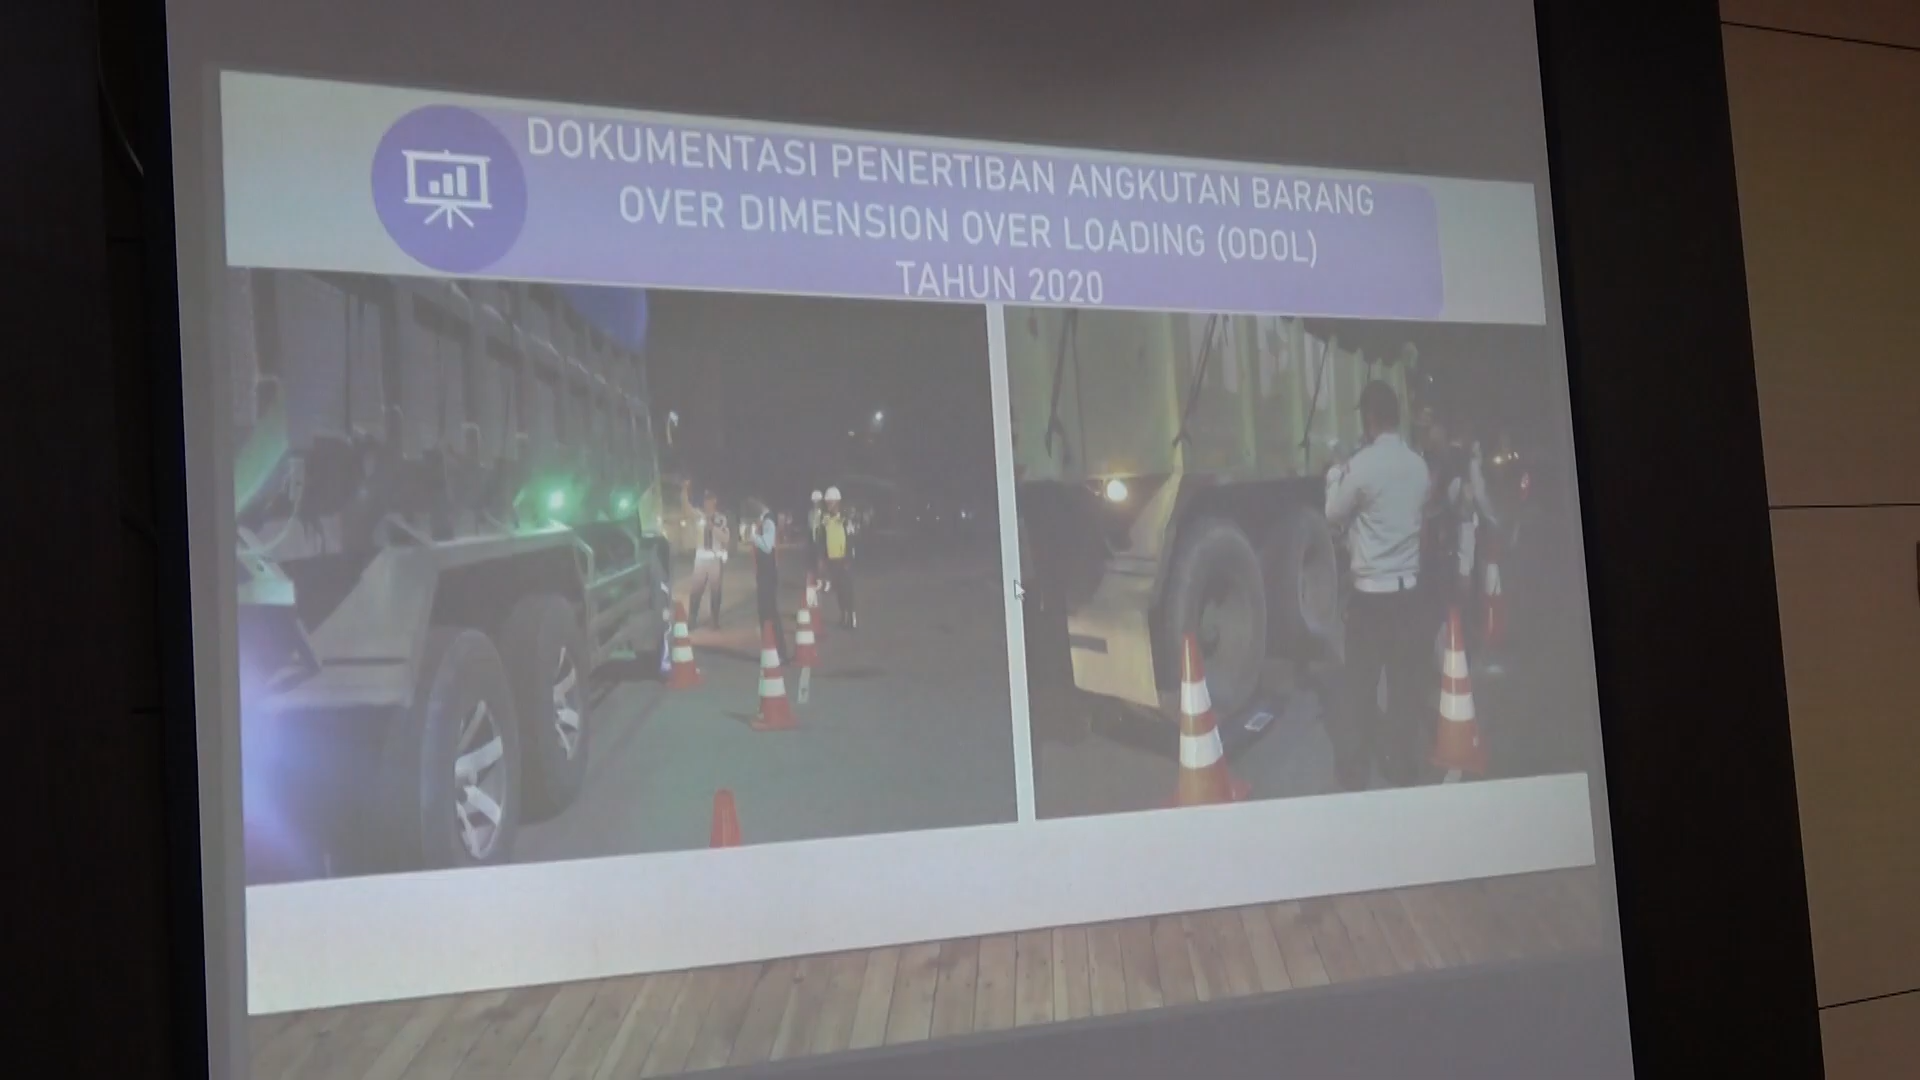 DOKUMENTASI PENERTIBAN ANGKUTAN BARANG
OVER DIMENSION OVER LOADING (ODOL)
TAHUN 2020